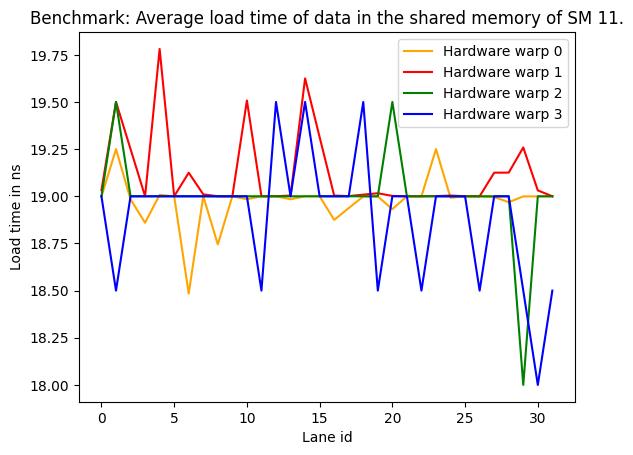 Benchmark: Average load time of data in the shared memory of SM 11.
Hardware warp 0
Hardware warp 1
Hardware warp 2
Hardware warp 3
19.75
19.50
19.25
19.00
18.75
18.50
18.25
18.00
Load time in ns
0 5 10 15 20 25 30
Lane id